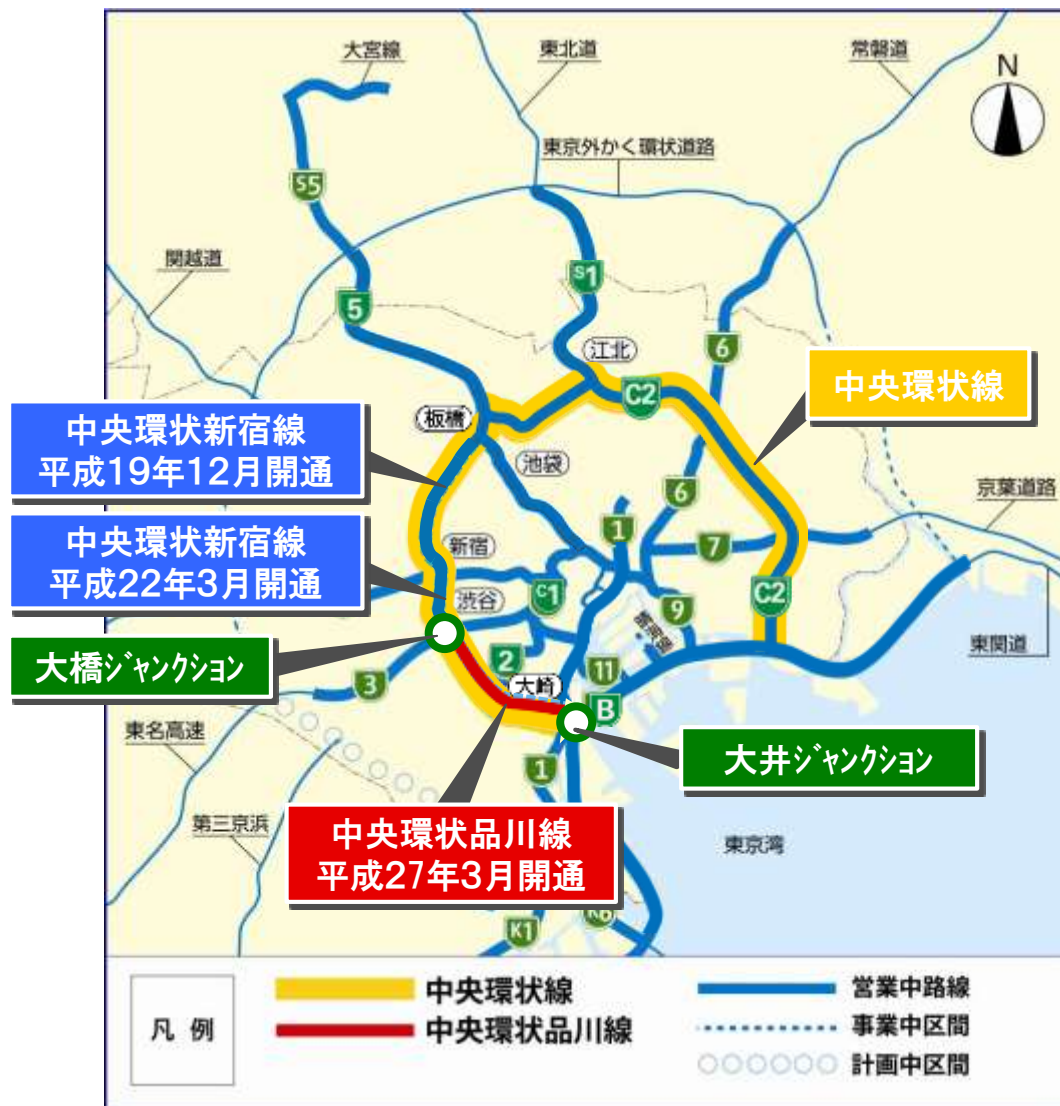 大宮線
東北道
常磐道
N
東京外かく環状道路
S5
関越道
S1
5
6
江北
C2
中央環状線
板橋
中央環状新宿線
平成19年12月開通
池袋
6
京葉道路
1
7
新宿
中央環状新宿線
平成22年3月開通
C1
C2
渋谷
9
東関道
大橋ジャンクション
2
11
3
大崎
B
東名高速
大井ジャンクション
1
第三京浜
中央環状品川線
平成27年3月開通
東京湾
K1
K6
凡 例
中央環状線
中央環状品川線
営業中路線
事業中区間
計画中区間